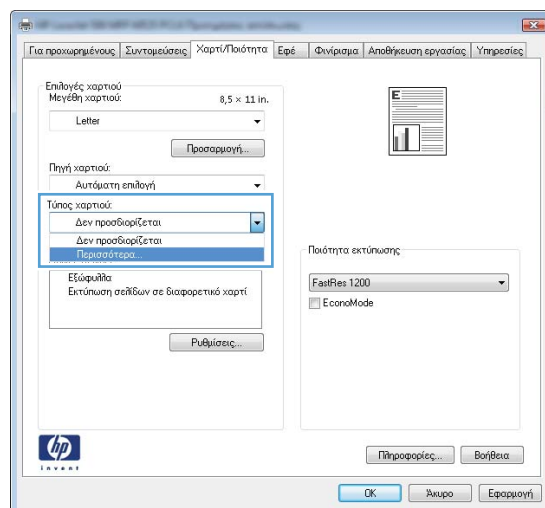 Για προχωρημένους Συντομεύσεις Χαρτί/Ποιότητα Εφέ Φινίρισμα Αποθήκευση εργασίας Υπηρεσίες
Επιλογές χαρτιού
Μεγέθη χαρτιού: 8,5 × 11 in.
Letter
Προσαρμογή...
Πηγή χαρτιού:
Αυτόματη επιλογή
Τύπος χαρτιού:
Δεν προσδιορίζεται
Δεν προσδιορίζεται
Περισσότερα...
Εξώφυλλα
Εκτύπωση σελίδων σε διαφορετικό χαρτί
Ρυθμίσεις...
E
Ποιότητα εκτύπωσης
FastRes 1200
EconoMode
hp
invent
Πληροφορίες... Βοήθεια
OK Άκυρο Εφαρμογή